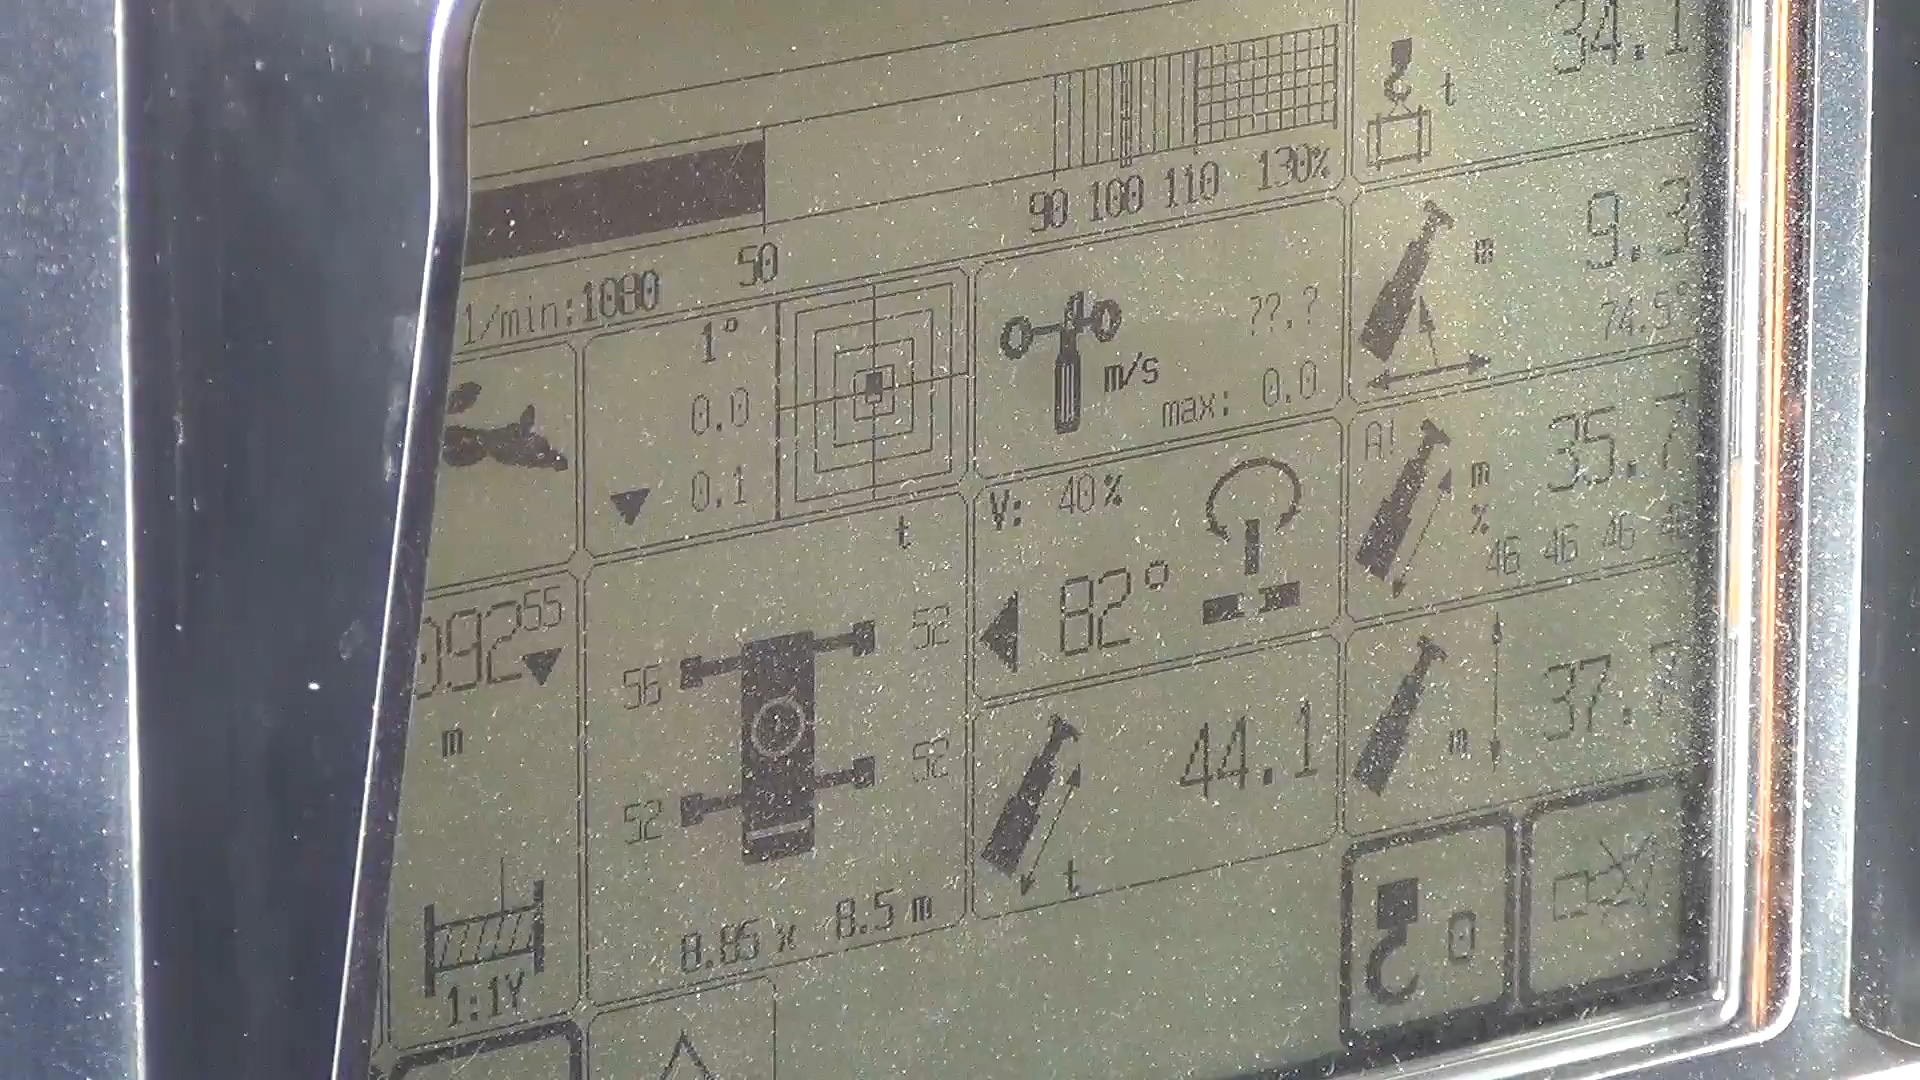 34.1
t
90 100 110 130%
50
1/min:1080
9.3
m
74.5°
1°
0.0
0.1
??.?
m/s
max: 0.0
A!
35.7
m
%
46 46 46
V: 40%
82°
t
55
56
52
52
52
8.85 x 8.5 m
m
1:1Y
44.1
t
37.7
m
0